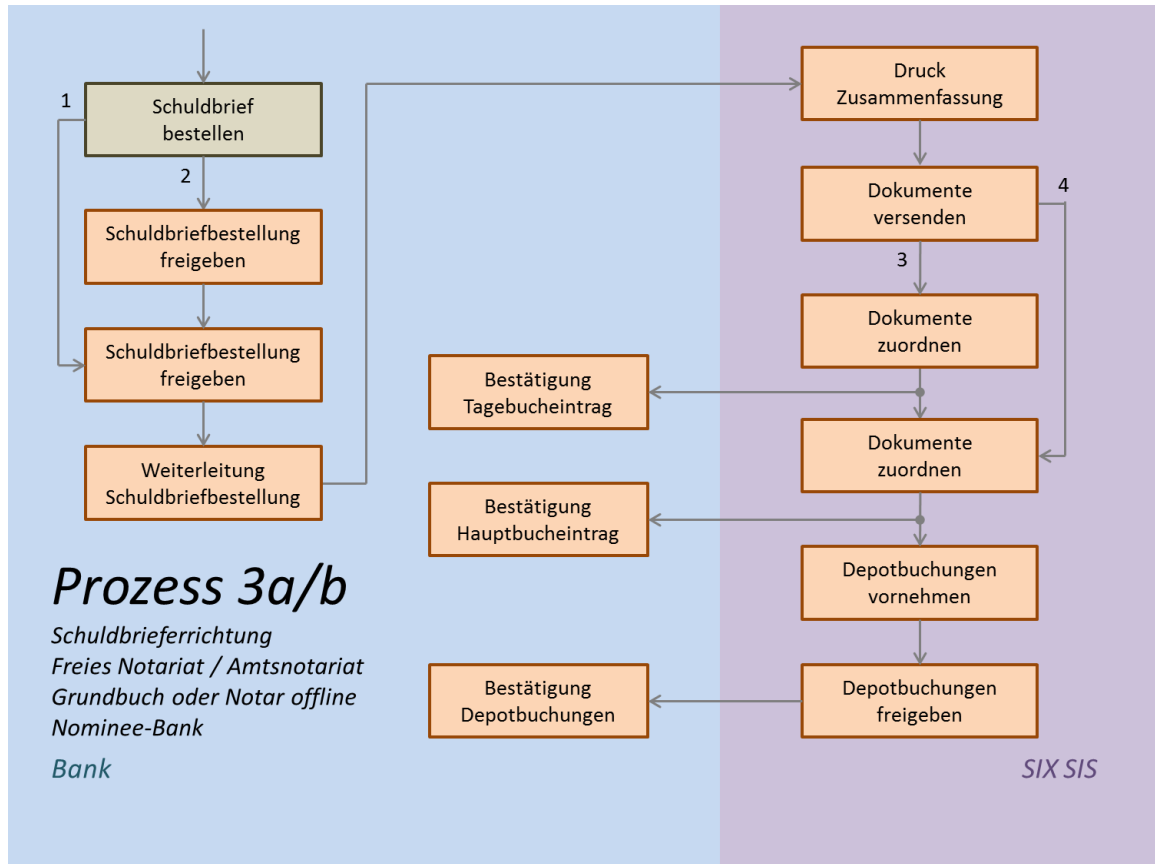 1
Schuldbrief
bestellen
2
Schuldbriefbestellung
freigeben
Schuldbriefbestellung
freigeben
Weiterleitung
Schuldbriefbestellung
Druck
Zusammenfassung
Dokumente
versenden
4
3
Dokumente
zuordnen
Bestätigung
Tagebucheintrag
Dokumente
zuordnen
Bestätigung
Hauptbucheintrag
Depotbuchungen
vornehmen
Depotbuchungen
freigeben
Bestätigung
Depotbuchungen
Prozess 3a/b
Schuldbrieferrichtung
Freies Notariat / Amtsnotariat
Grundbuch oder Notar offline
Nominee-Bank
Bank
SIX SIS